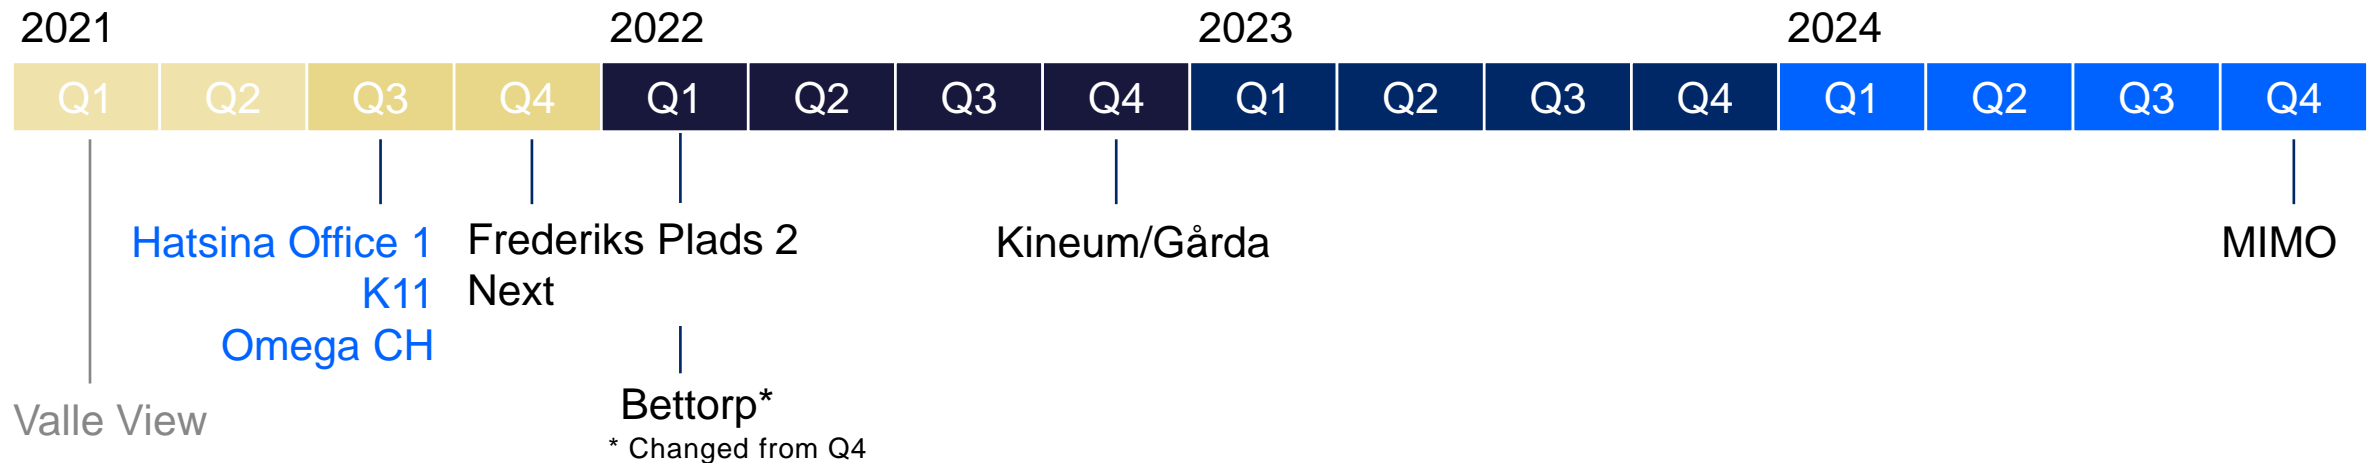 2021 2022 2023 2024
Q1 Q2 Q3 Q4 Q1 Q2 Q3 Q4 Q1 Q2 Q3 Q4 Q1 Q2 Q3 Q4
Hatsina Office 1
K11
Omega CH
Frederiks Plads 2
Next
Kineum/Gårda
MIMO
Valle View
Bettorp*
* Changed from Q4